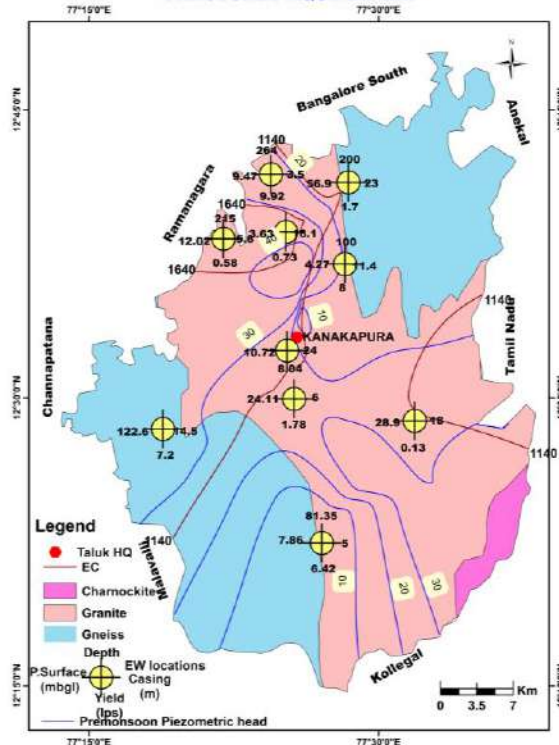 77°15'0"E 77°30'0"E
12°45'0"N
Bangalore South
Anekal
N
1140
264
20
9.47 3.5
9.92
200
56.9 23
1.7
Ramanagara
1640
215
12.02 5.6
0.58
3.63 16.1
40
0.73
100
4.27 1.4
8
1640
1140
Tamil Nadu
10
30
KANAKAPURA
10.72 24
8.04
Channapatana
12°30'0"N
24.11 6
1.78
28.9 18
0.13
122.6 14.5
7.2
1140
81.35
7.86 5
6.42
Legend
1140
Malavalli
Taluk HQ
EC
Charnockite
Granite
Gneiss
10
20
30
Depth
P.Surface (mbgl)
EW locations
Casing (m)
Yield (lps)
Kollegal
12°15'0"N
Km
0 3.5 7
Premonsoon Piezometric head
77°15'0"E 77°30'0"E